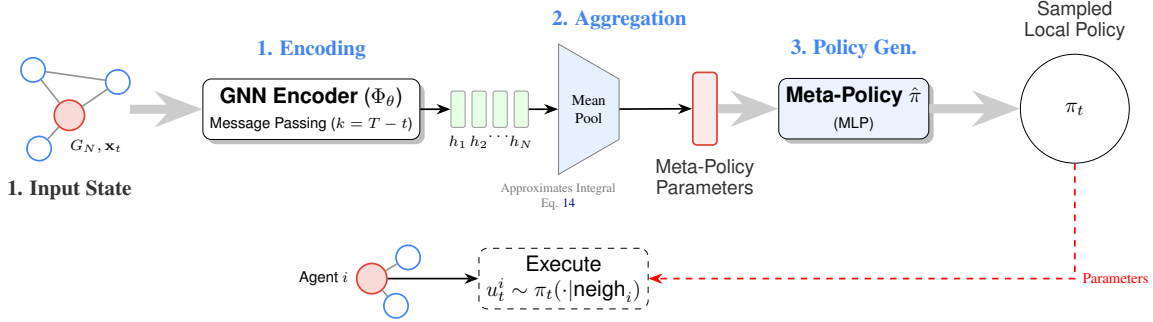 1. Encoding
2. Aggregation
3. Policy Gen.
Sampled
Local Policy
GNN Encoder (Φ_θ)
Message Passing (k = T − t)
G_N, x_t
1. Input State
h_1 h_2 ⋯ h_N
Mean
Pool
Approximates Integral
Eq. 14
Meta-Policy
Parameters
Meta-Policy π̂
(MLP)
π_t
Agent i
Execute
u_t^i ∼ π_t(·|neigh_i)
Parameters